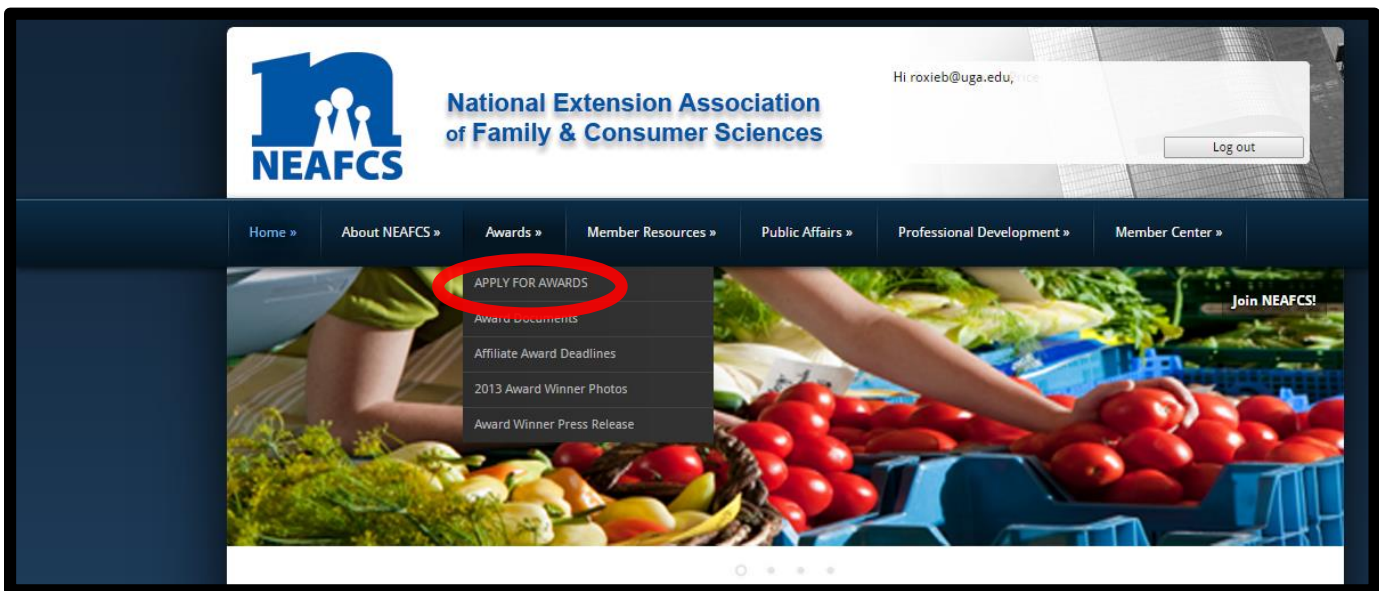 NEAFCS
National Extension Association
of Family & Consumer Sciences
Hi roxieb@uga.edu,
Log out
Home » About NEAFCS » Awards » Member Resources » Public Affairs » Professional Development » Member Center »
APPLY FOR AWARDS
Award Documents
Affiliate Award Deadlines
2013 Award Winner Photos
Award Winner Press Release
Join NEAFCS!